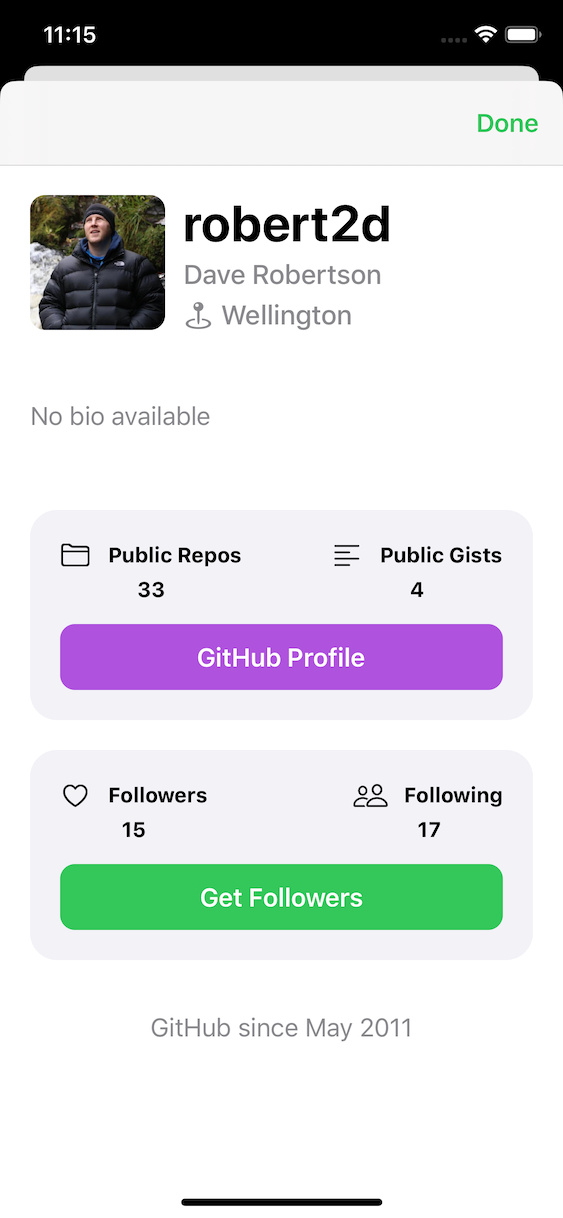 11:15
Done
robert2d
Dave Robertson
Wellington
No bio available
Public Repos
33
Public Gists
4
GitHub Profile
Followers
15
Following
17
Get Followers
GitHub since May 2011